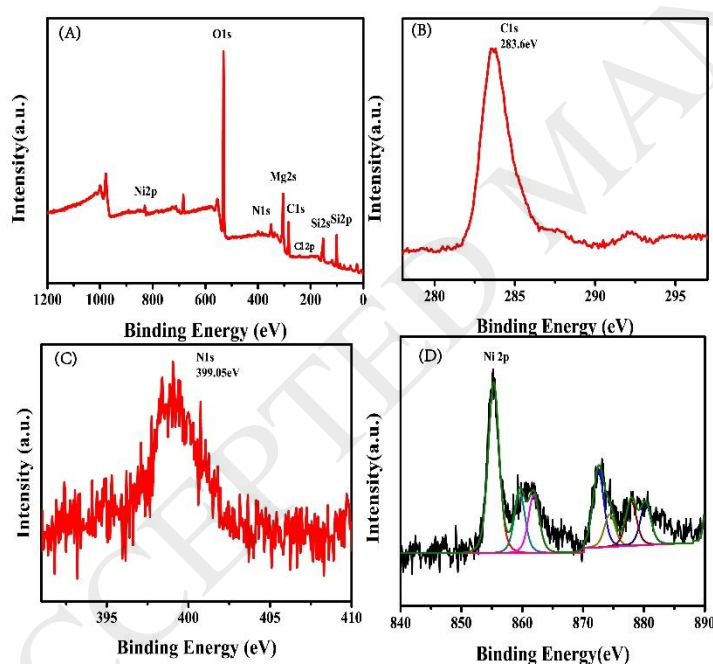 (A)
O1s
Ni2p
Mg2s
N1s
C1s
Cl2p
Si2s
Si2p
Intensity(a.u.)
1200 1000 800 600 400 200 0
Binding Energy (eV)
(B)
C1s
283.6eV
Intensity(a.u.)
280 285 290 295
Binding Energy (eV)
(C)
N1s
399.05eV
Intensity (a.u.)
395 400 405 410
Binding Energy (eV)
(D)
Ni 2p
Intensity(a.u.)
840 850 860 870 880 890
Binding Energy(eV)
CCEPTED MAN